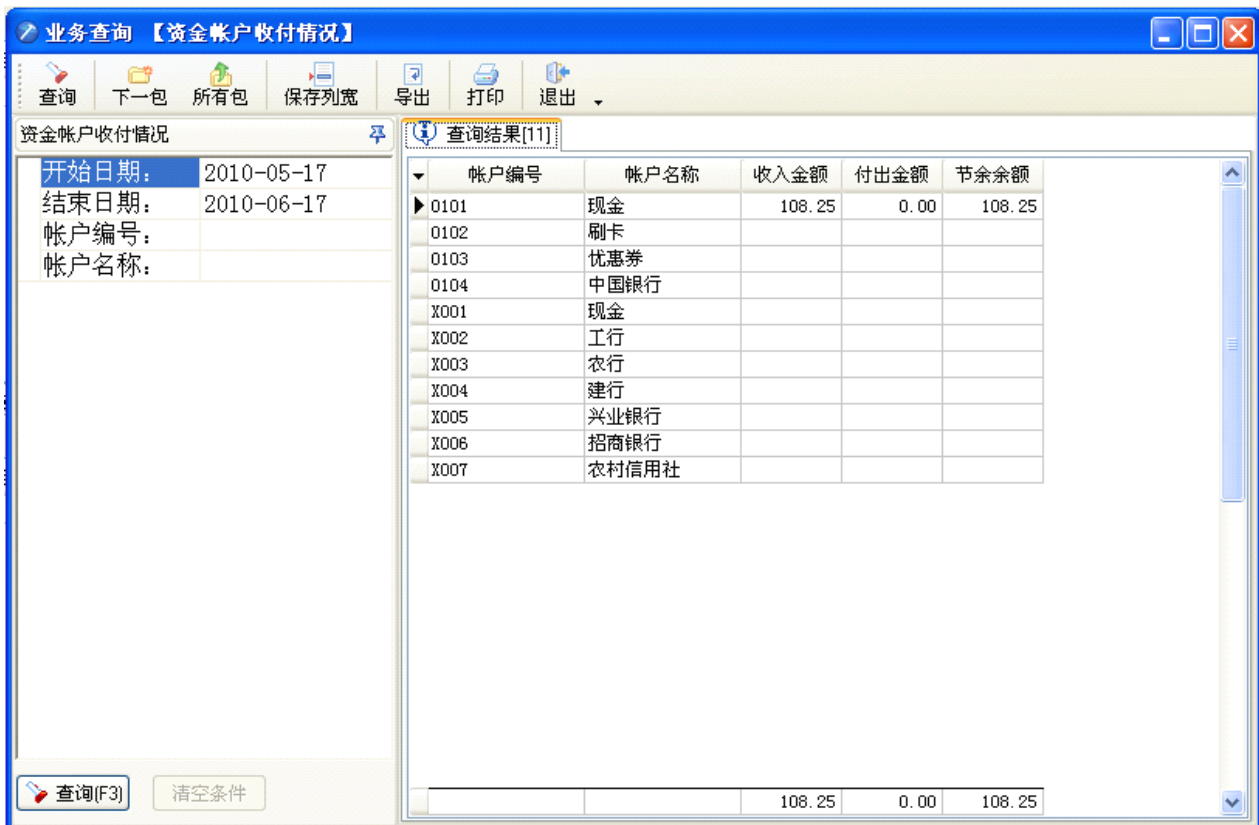 业务查询 【资金帐户收付情况】
查询 下一包 所有包 保存列宽 导出 打印 退出
资金帐户收付情况
开始日期: 2010-05-17
结束日期: 2010-06-17
帐户编号:
帐户名称:
查询(F3) 清空条件
查询结果[11]
帐户编号 帐户名称 收入金额 付出金额 节余余额
0101 现金 108.25 0.00 108.25
0102 刷卡
0103 优惠券
0104 中国银行
X001 现金
X002 工行
X003 农行
X004 建行
X005 兴业银行
X006 招商银行
X007 农村信用社
108.25 0.00 108.25